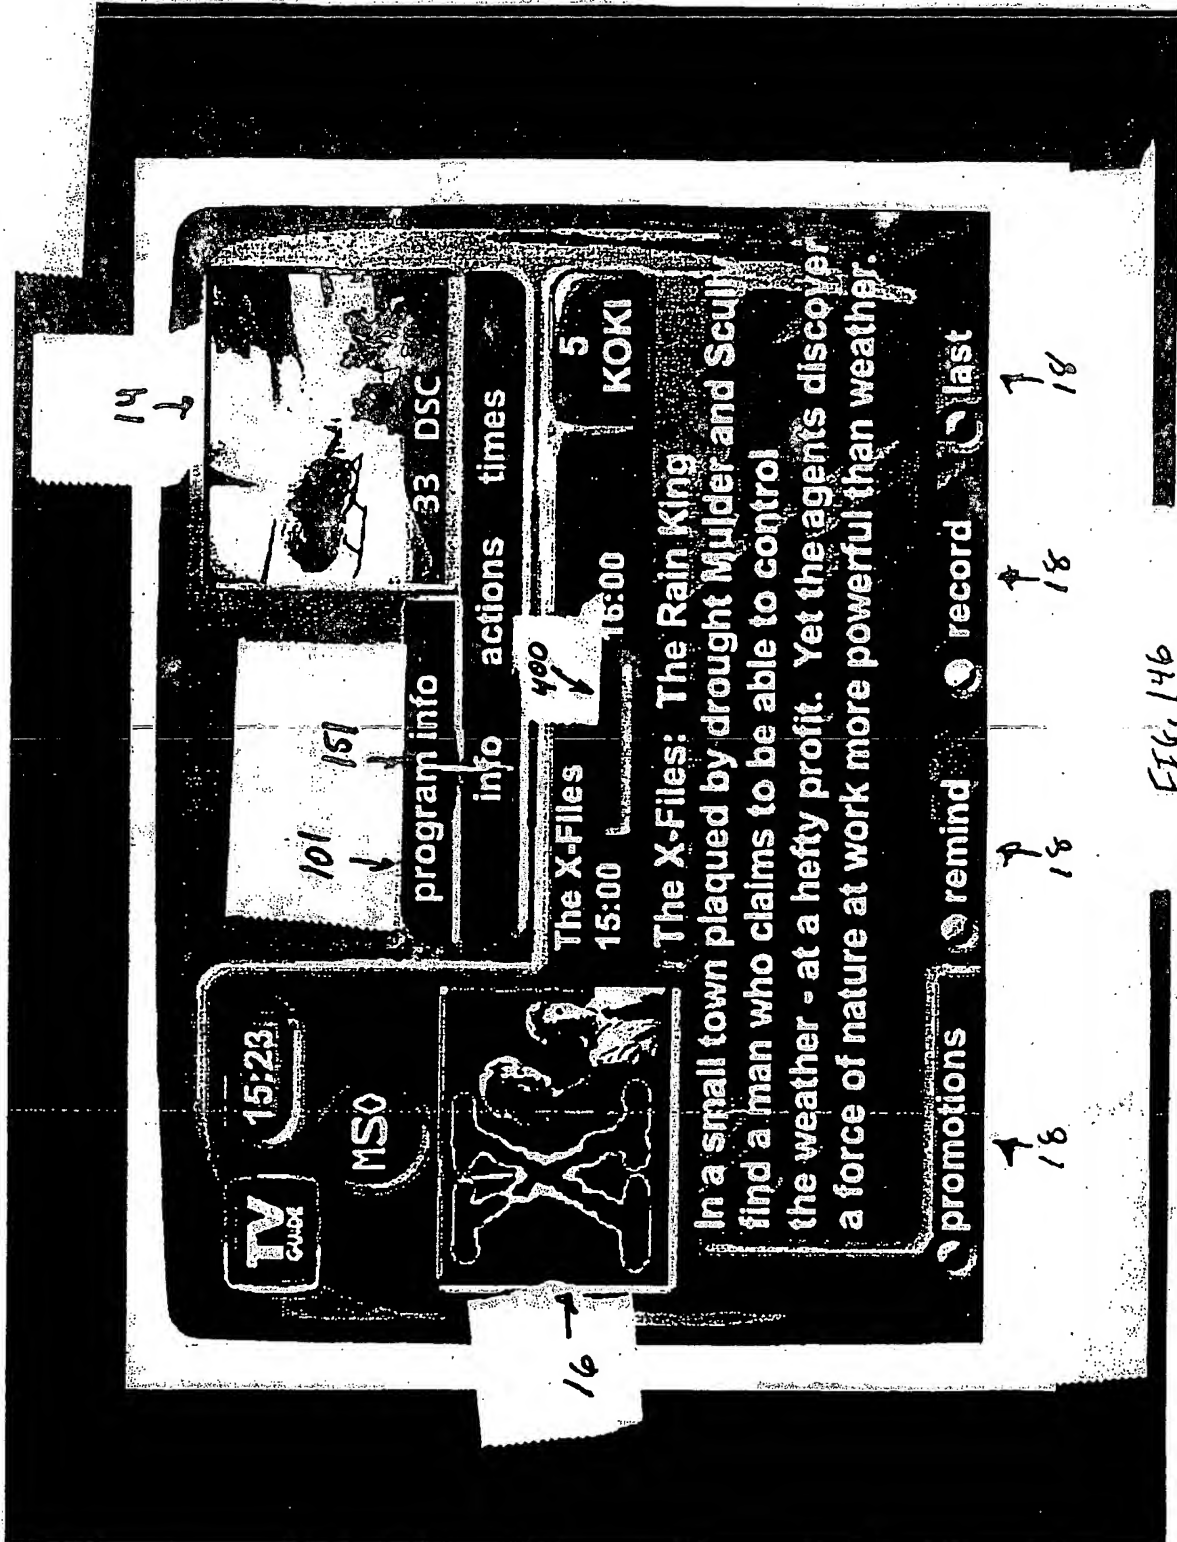 14
101
151
TV
GUIDE
15:23
MSO
program info
33 DSC
info actions times
400
16
The X-Files
15:00
16:00
5
KOKI
The X-Files: The Rain King
In a small town plaqued by drought Mulder and Scully
find a man who claims to be able to control
the weather - at a hefty profit. Yet the agents discover
a force of nature at work more powerful than weather.
promotions remind record last
18 18 18 18
FIG. 146